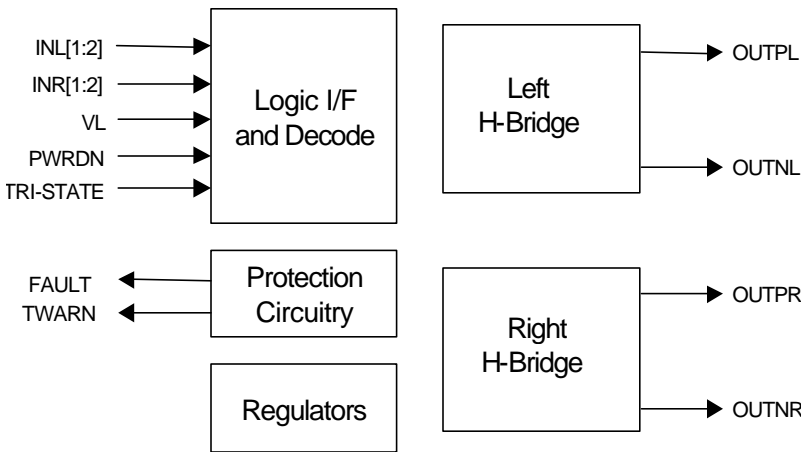 INL[1:2]
INR[1:2]
VL
PWRDN
TRI-STATE
Logic I/F
and Decode
Left
H-Bridge
OUTPL
OUTNL
FAULT
TWARN
Protection
Circuitry
Regulators
Right
H-Bridge
OUTPR
OUTNR